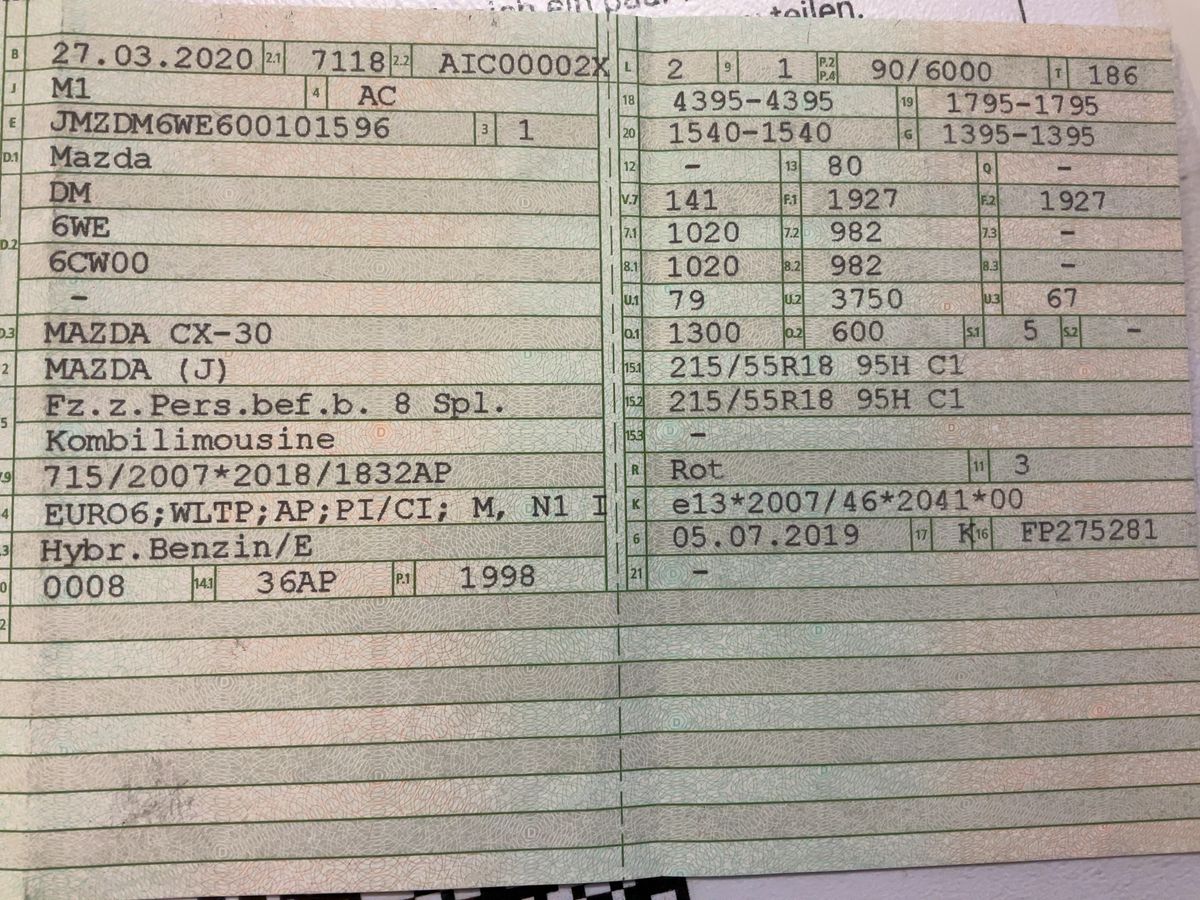 teilen.
B 27.03.2020 2.1 7118 2.2 AIC00002X
J M1 4 AC
E JMZDM6WE600101596 3 1
D.1 Mazda
DM
D.2 6WE
6CW00
-
D.3 MAZDA CX-30
2 MAZDA (J)
5 Fz.z.Pers.bef.b. 8 Spl.
Kombilimousine
V.9 715/2007*2018/1832AP
14 EURO6;WLTP;AP;PI/CI; M, N1 I
P.3 Hybr.Benzin/E
10 0008 14.1 36AP P.1 1998
22
L 2 9 1 P.2 P.4 90/6000 T 186
18 4395-4395 19 1795-1795
20 1540-1540 G 1395-1395
12 - 13 80 Q -
V.7 141 F.1 1927 F.2 1927
7.1 1020 7.2 982 7.3 -
8.1 1020 8.2 982 8.3 -
U.1 79 U.2 3750 U.3 67
O.1 1300 O.2 600 S.1 5 S.2 -
15.1 215/55R18 95H C1
15.2 215/55R18 95H C1
15.3 -
R Rot 11 3
K e13*2007/46*2041*00
6 05.07.2019 17 K 16 FP275281
21 -